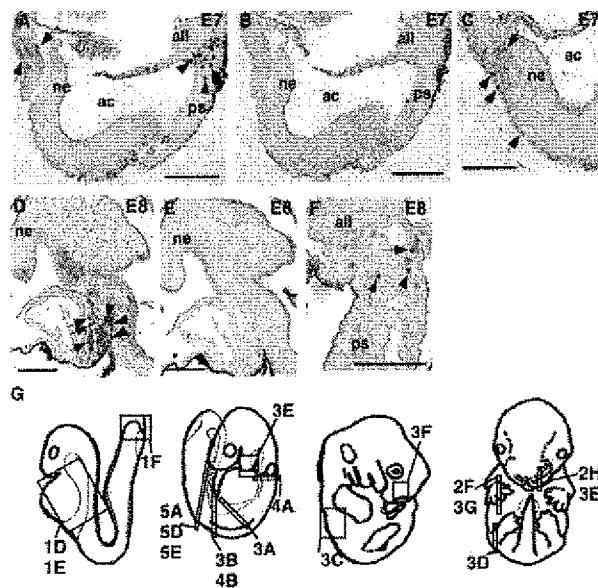 A E7 B E7 C E7
all all ac
ne ne ne
ac ac
ps ps
D E8 E E8 F E8
ne ne all
ps
G
1F 3E 3F 2F 2H
3G 3E
5A 4A
5D 1D
5E 3B 3A 3C 3D
1E 4B